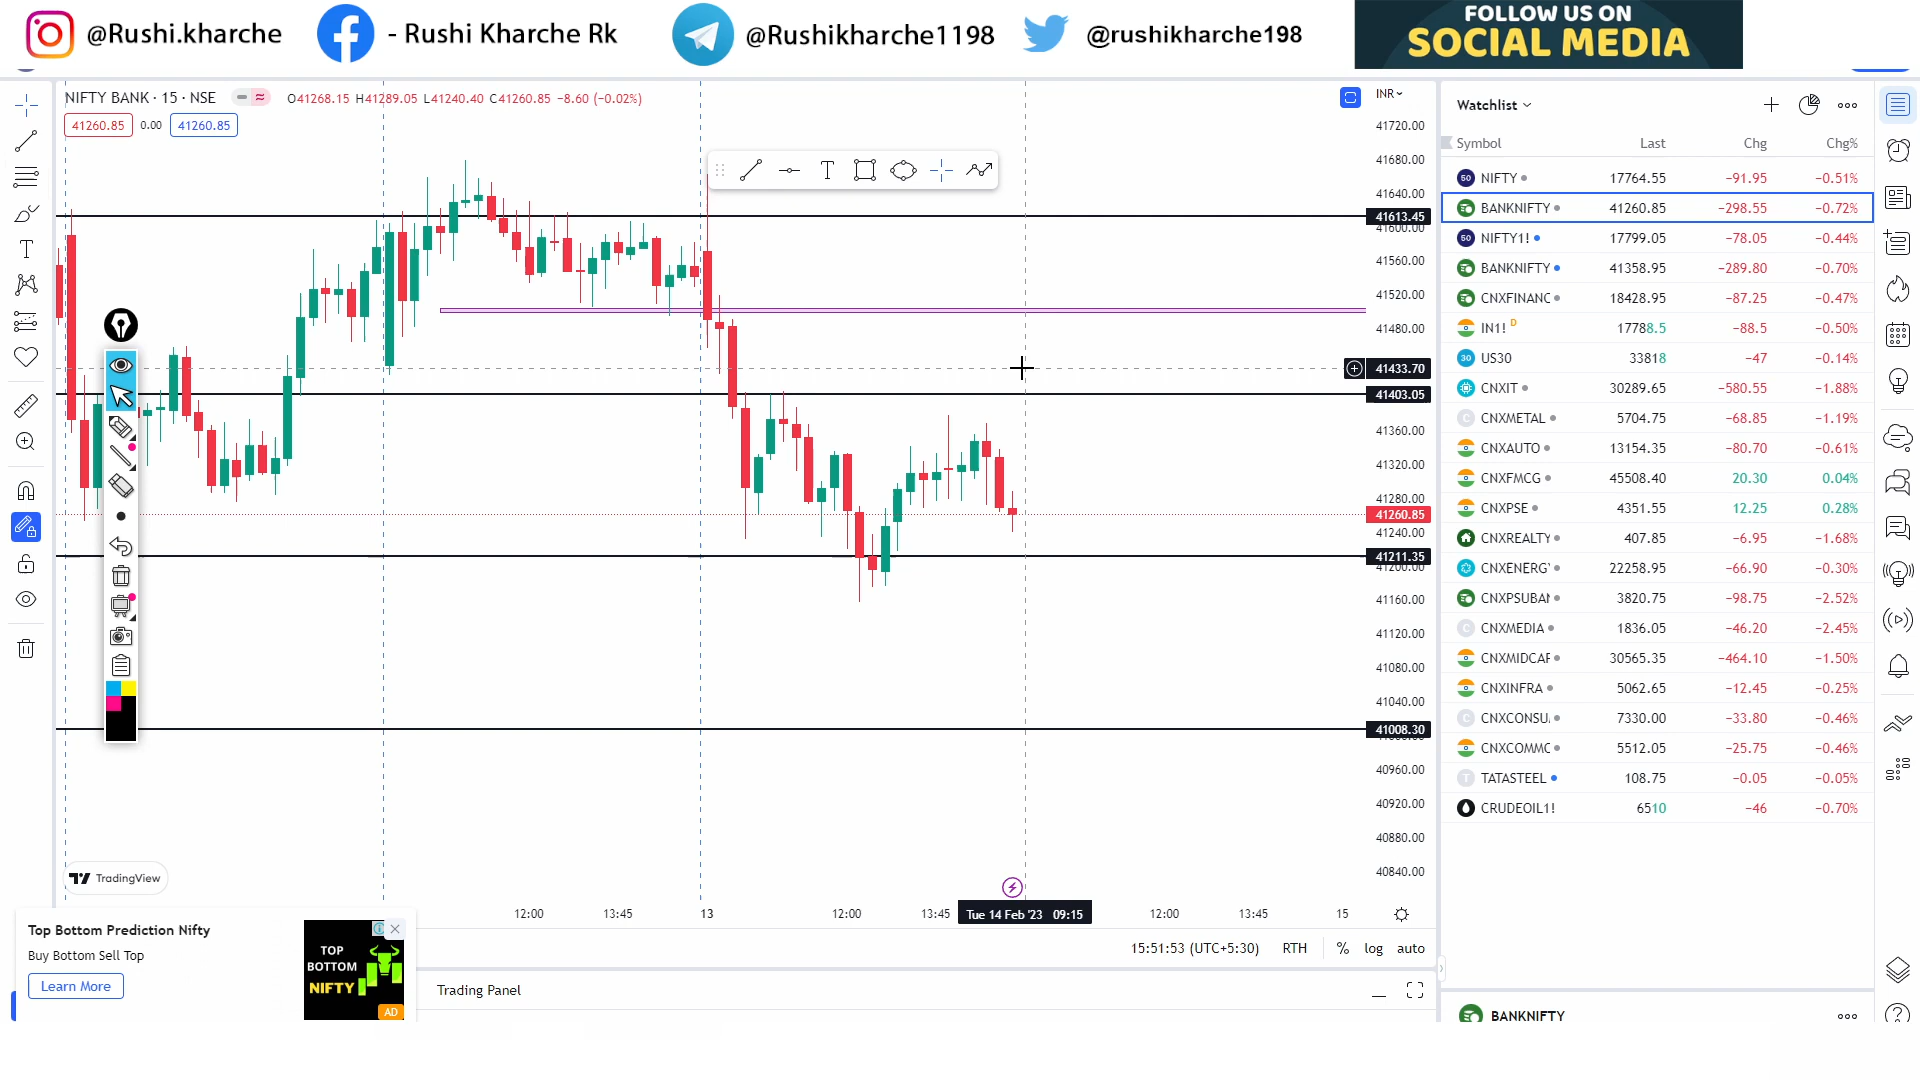 @Rushi.kharche - Rushi Kharche Rk @Rushikharche1198 @rushikharche198 FOLLOW US ON
SOCIAL MEDIA
NIFTY BANK · 15 · NSE O41268.15 H41289.05 L41240.40 C41260.85 −8.60 (−0.02%)
41260.85 0.00 41260.85
INR
41720.00
41680.00
41640.00
41613.45
41600.00
41560.00
41520.00
41480.00
41433.70
41403.05
41360.00
41320.00
41280.00
41260.85
41240.00
41211.35
41200.00
41160.00
41120.00
41080.00
41040.00
41008.30
40960.00
40920.00
40880.00
40840.00
TradingView
12:00 13:45 13 12:00 13:45 Tue 14 Feb '23 09:15 12:00 13:45 15
15:51:53 (UTC+5:30) RTH % log auto
Trading Panel
Top Bottom Prediction Nifty
Buy Bottom Sell Top
Learn More
TOP
BOTTOM
NIFTY
AD
Watchlist
Symbol Last Chg Chg%
50 NIFTY 17764.55 −91.95 −0.51%
BANKNIFTY 41260.85 −298.55 −0.72%
50 NIFTY1! 17799.05 −78.05 −0.44%
BANKNIFTY 41358.95 −289.80 −0.70%
CNXFINANC 18428.95 −87.25 −0.47%
IN1! D 17788.5 −88.5 −0.50%
30 US30 33818 −47 −0.14%
CNXIT 30289.65 −580.55 −1.88%
C CNXMETAL 5704.75 −68.85 −1.19%
CNXAUTO 13154.35 −80.70 −0.61%
CNXFMCG 45508.40 20.30 0.04%
CNXPSE 4351.55 12.25 0.28%
CNXREALTY 407.85 −6.95 −1.68%
CNXENERG 22258.95 −66.90 −0.30%
CNXPSUBAN 3820.75 −98.75 −2.52%
C CNXMEDIA 1836.05 −46.20 −2.45%
CNXMIDCAP 30565.35 −464.10 −1.50%
CNXINFRA 5062.65 −12.45 −0.25%
C CNXCONSU 7330.00 −33.80 −0.46%
CNXCOMMO 5512.05 −25.75 −0.46%
T TATASTEEL 108.75 −0.05 −0.05%
CRUDEOIL1! 6510 −46 −0.70%
BANKNIFTY